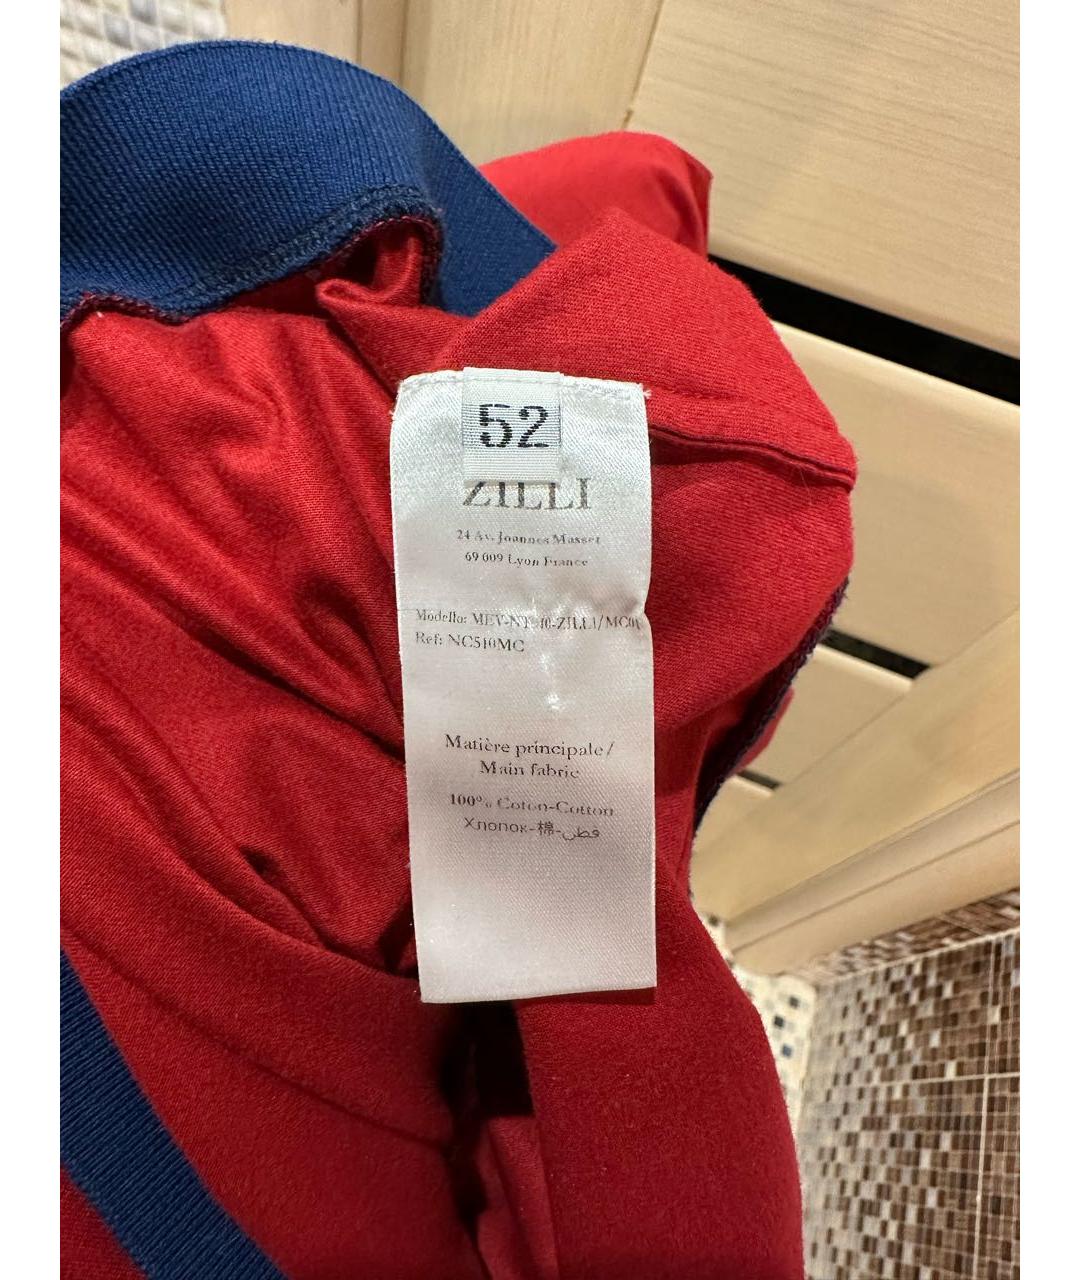 52
ZILLI
24 Av. Joannes Masset
69 009 Lyon France
Modello:
Ref: NC510MC
Matière principale/
Main fabric
100% Coton-Cotton
Хлопок-棉-قطن